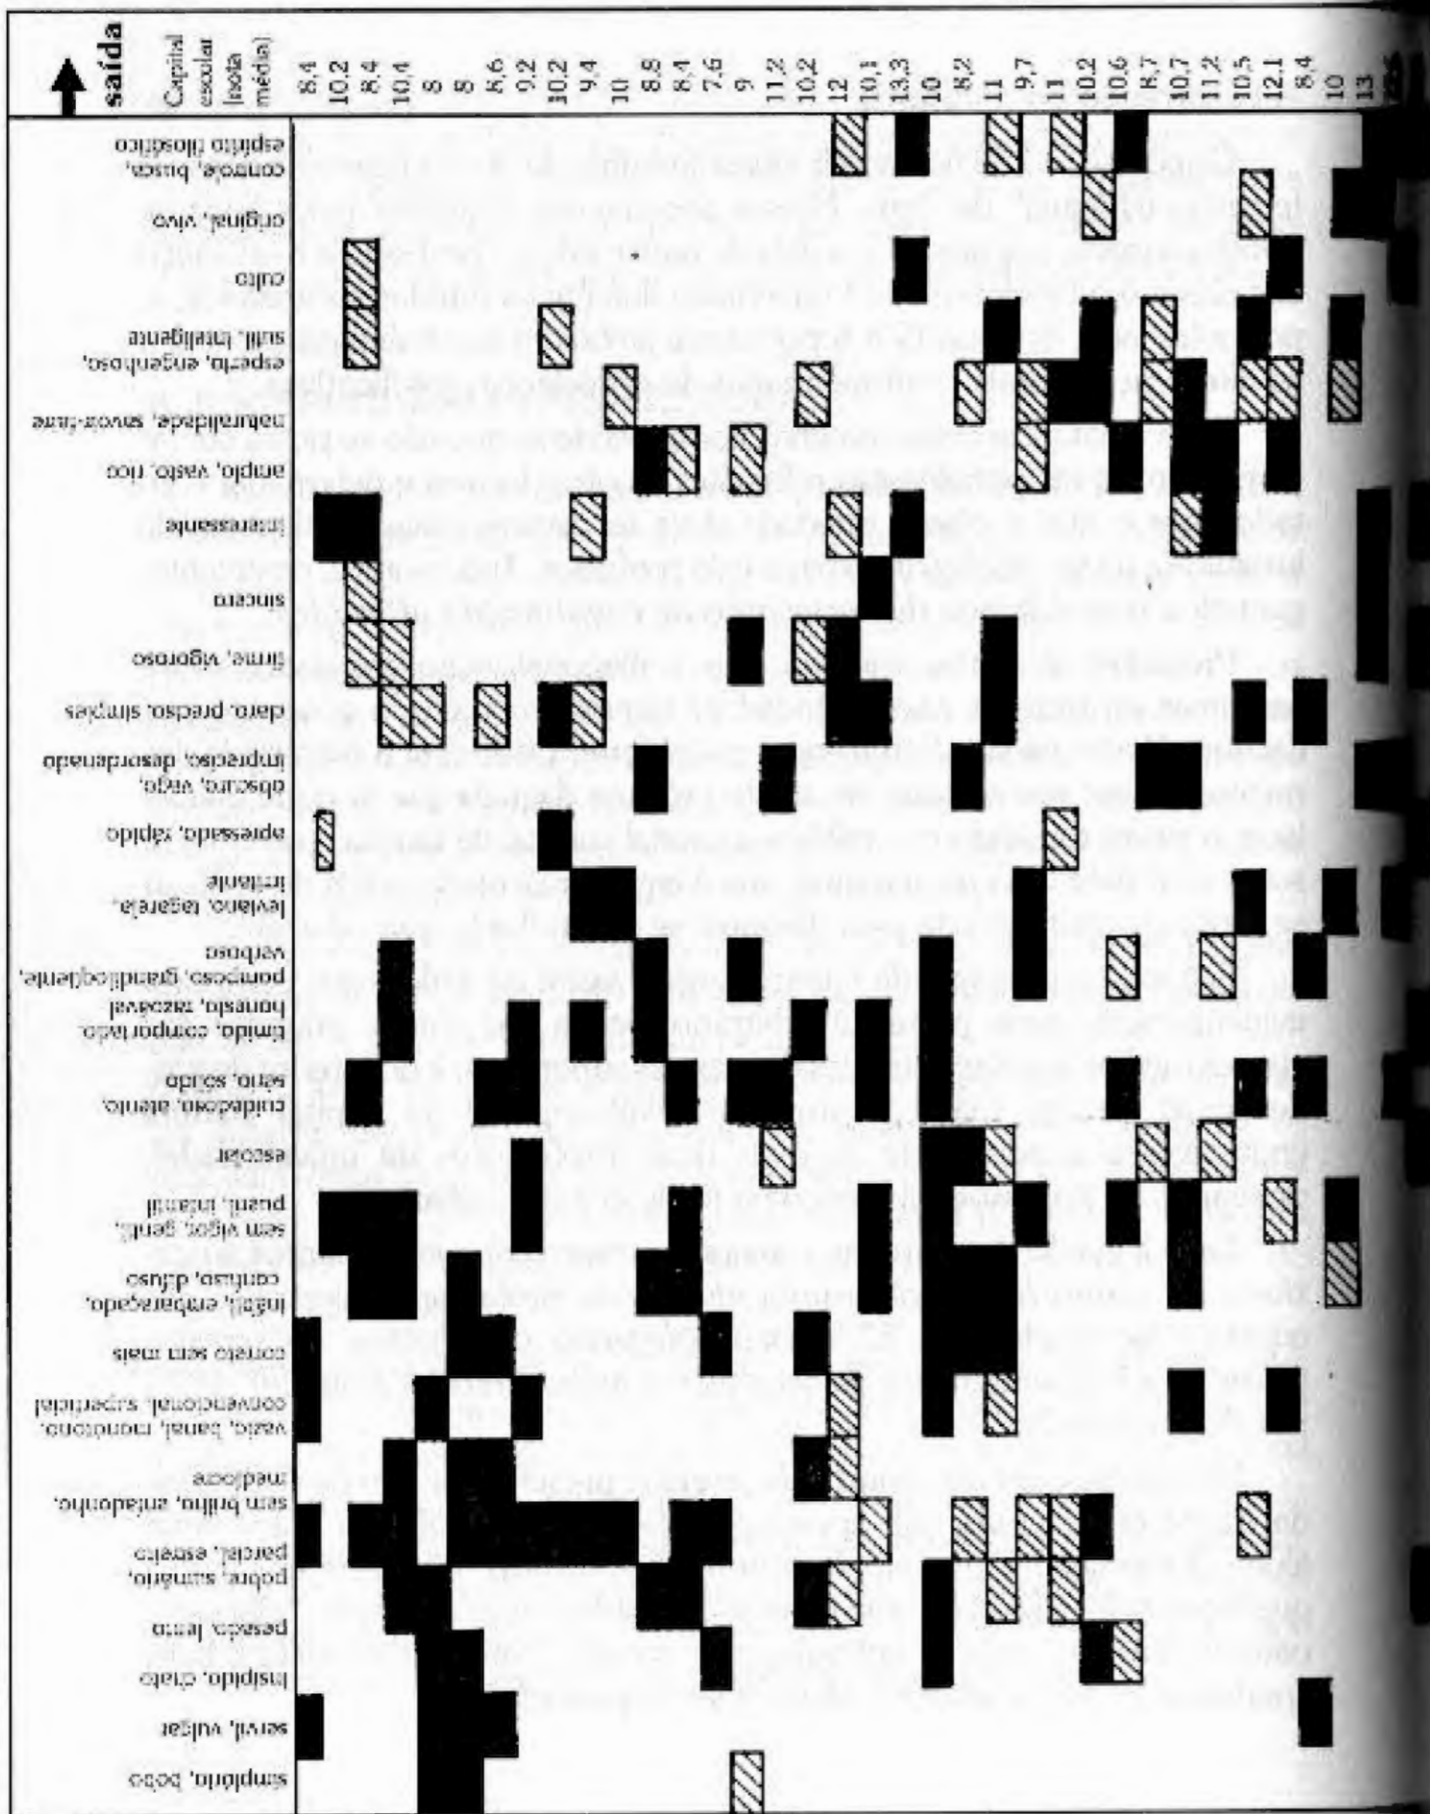 saída
Capital
escolar
(nota
média)
8,4
10,2
8,4
10,4
8
8
8,6
9,2
10,2
9,4
10
8,8
8,4
7,6
9
11,2
10,2
12
10,1
13,3
10
8,2
11
9,7
11
10,2
10,6
8,7
10,7
11,2
10,5
12,1
8,4
10
13
controle, busca,
espírito filosófico
original, vivo
culto
esperto, engenhoso,
sutil, inteligente
naturalidade, savoir-faire
amplo, vasto, rico
interessante
sincero
firme, vigoroso
claro, preciso, simples
obscuro, vago,
impreciso, desordenado
apressado, rápido
leviano, tagarela,
irritante
pomposo, grandiloqüente,
verboso
tímido, comportado,
honesto, razoável
cuidadoso, atento,
sério, sólido
escolar
sem vigor, gentil,
pueril, infantil
inábil, embaraçado,
confuso, difuso
correto sem mais
vazio, banal, monótono,
convencional, superficial
sem brilho, enfadonho,
medíocre
pobre, sumário,
parcial, estreito
pesado, lento
insípido, chato
servil, vulgar
simplório, bobo